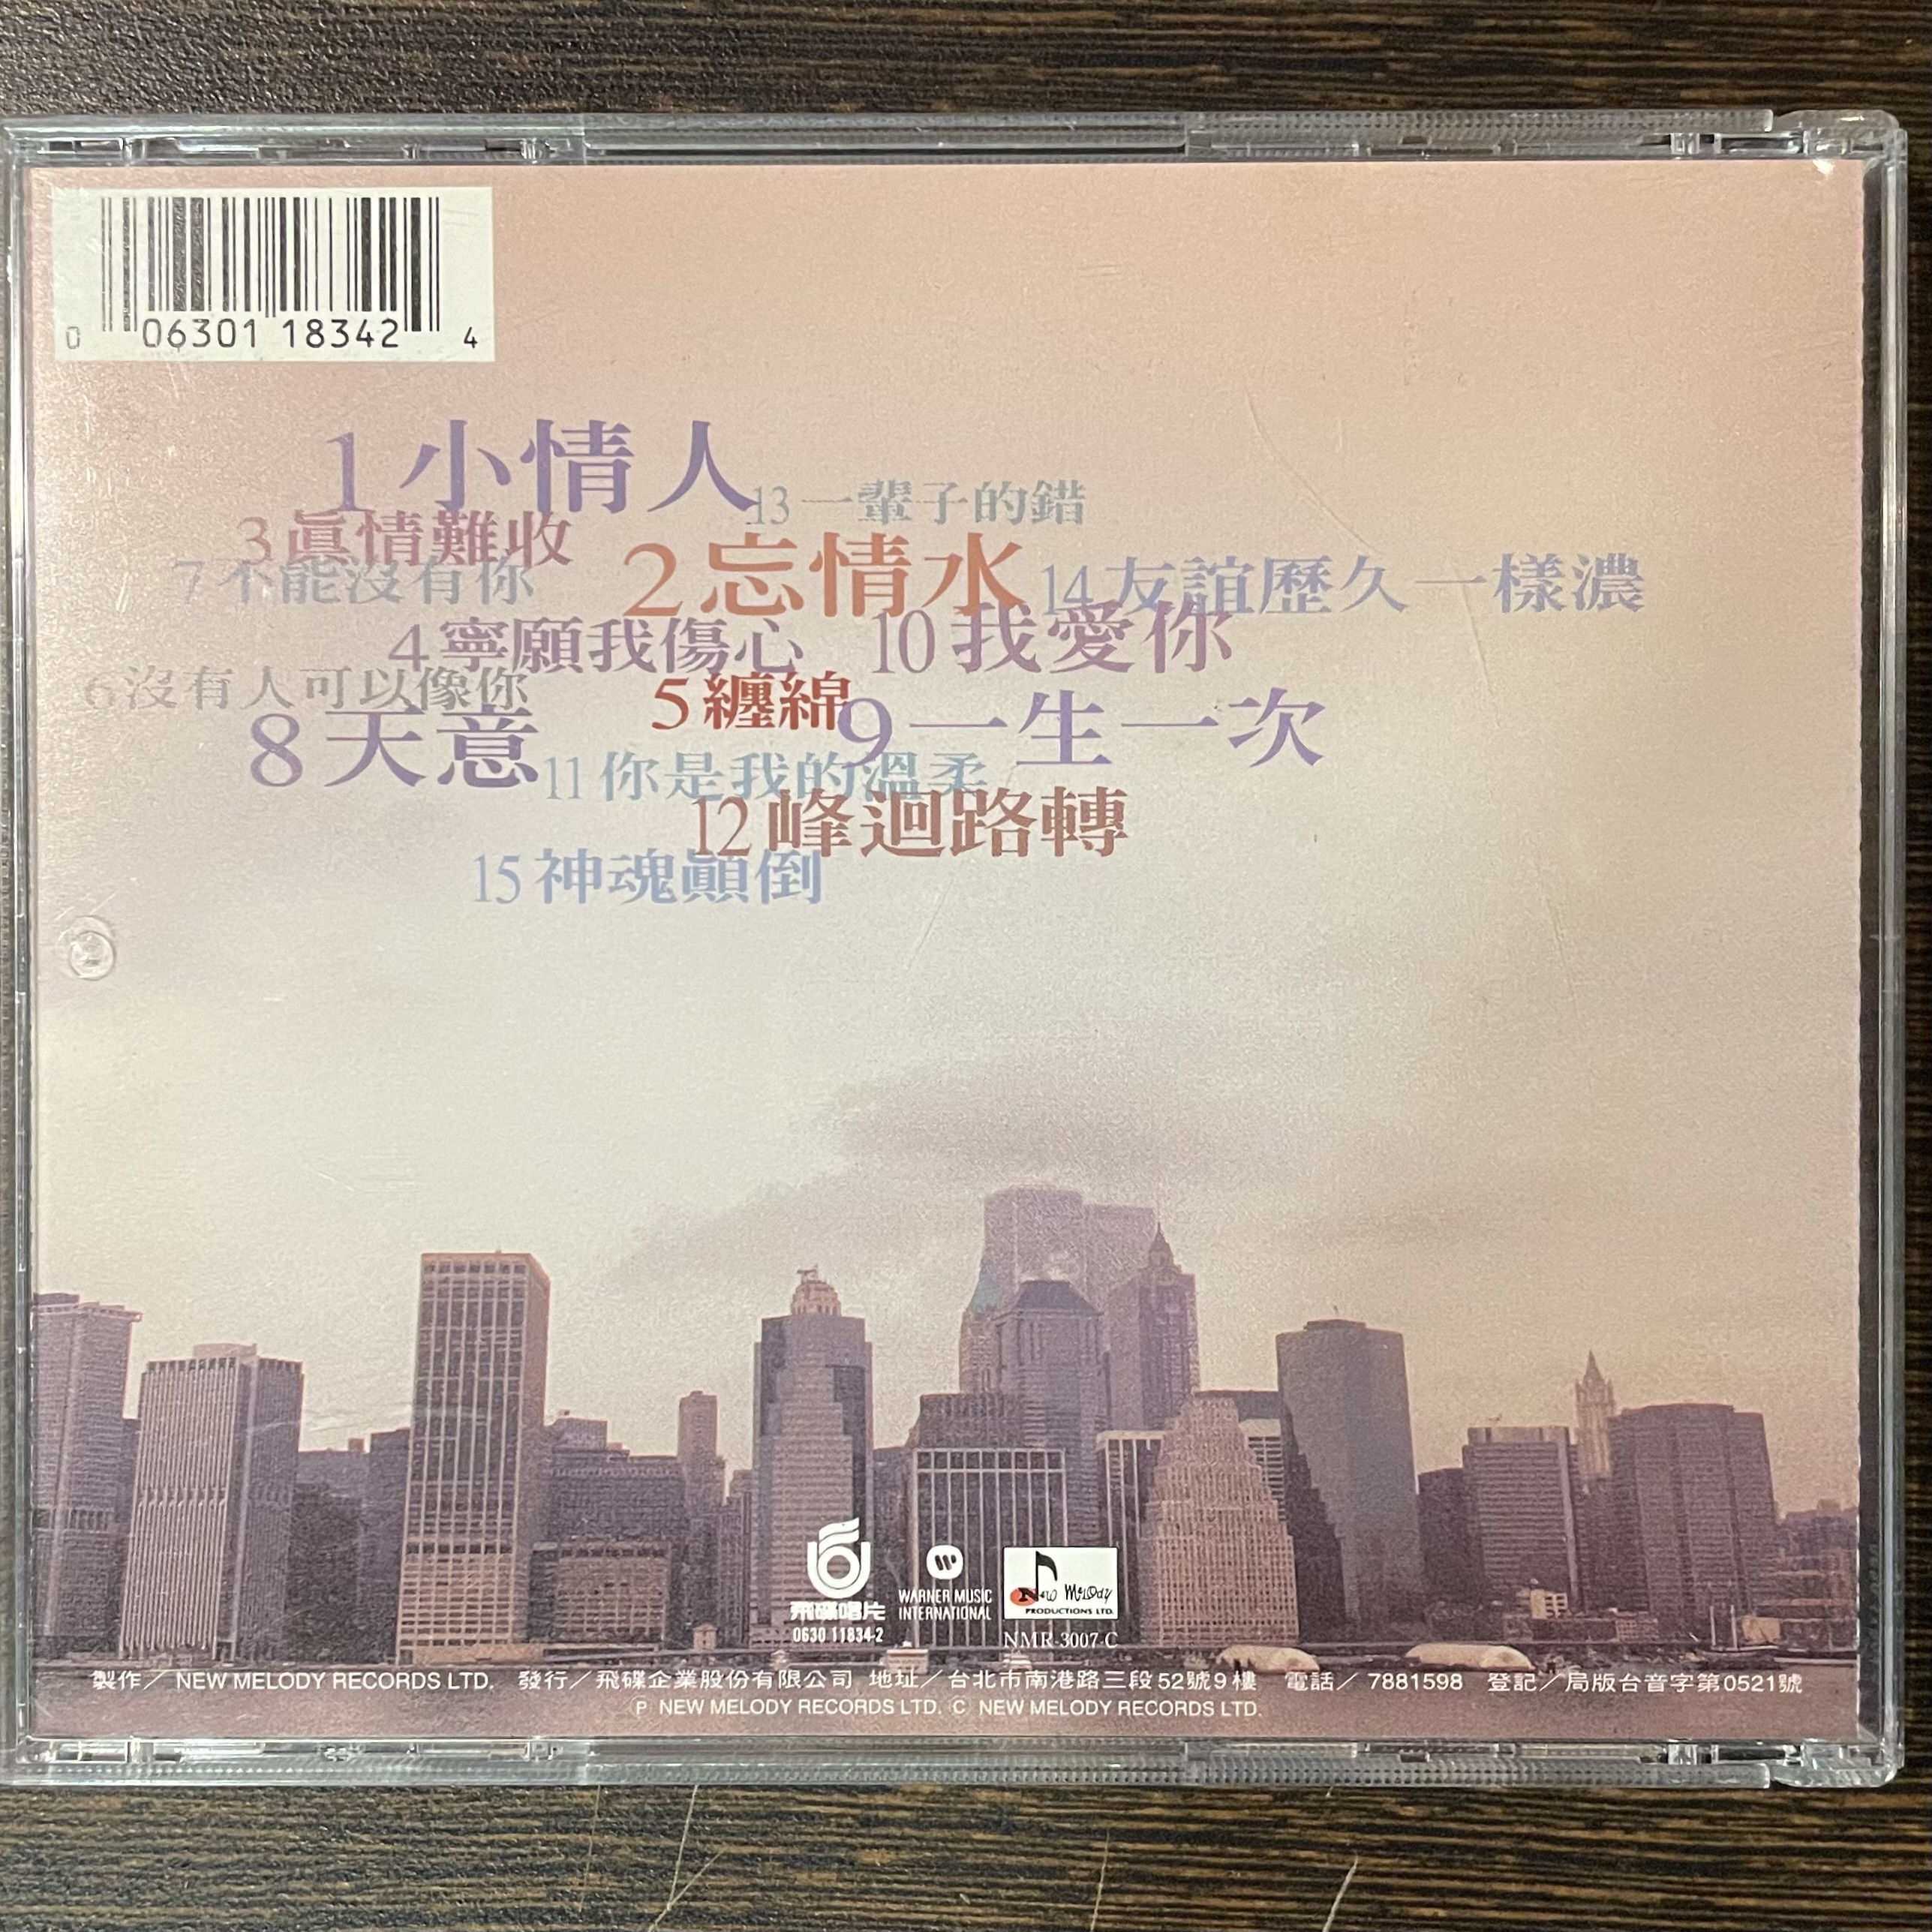 0 06301 18342 4
1 小情人
13 一輩子的錯
3 眞情難收
2 忘情水
7 不能沒有你
14 友誼歷久一樣濃
4 寧願我傷心
10 我愛你
6 沒有人可以像你
5 纏綿
9 一生一次
8 天意
11 你是我的溫柔
12 峰迴路轉
15 神魂顚倒
飛碟唱片
0630 11834-2
WARNER MUSIC
INTERNATIONAL
New Melody
PRODUCTIONS LTD.
NMR-3007-C
製作／ NEW MELODY RECORDS LTD. 發行／飛碟企業股份有限公司 地址／台北市南港路三段52號9樓 電話／ 7881598 登記／局版台音字第0521號
Ⓟ NEW MELODY RECORDS LTD. Ⓒ NEW MELODY RECORDS LTD.